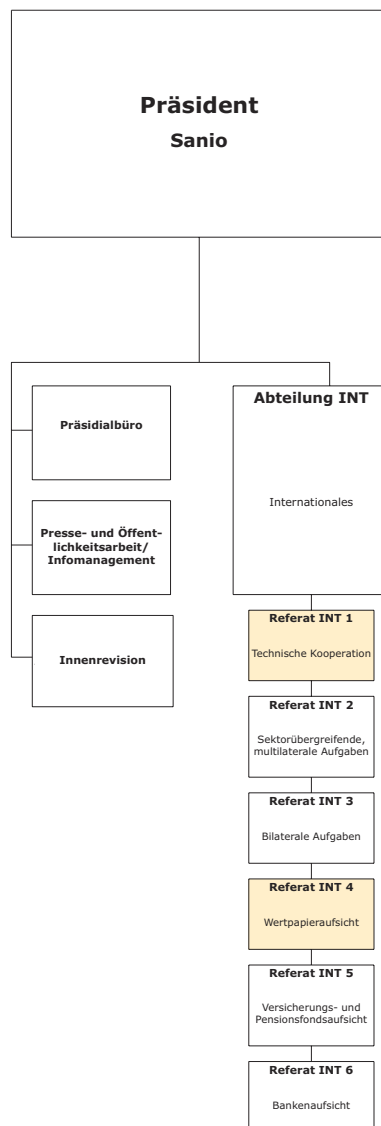 Präsident
Sanio
Präsidialbüro
Presse- und Öffent-
lichkeitsarbeit/
Infomanagement
Innenrevision
Abteilung INT
Internationales
Referat INT 1
Technische Kooperation
Referat INT 2
Sektorübergreifende,
multilaterale Aufgaben
Referat INT 3
Bilaterale Aufgaben
Referat INT 4
Wertpapieraufsicht
Referat INT 5
Versicherungs- und
Pensionsfondsaufsicht
Referat INT 6
Bankenaufsicht